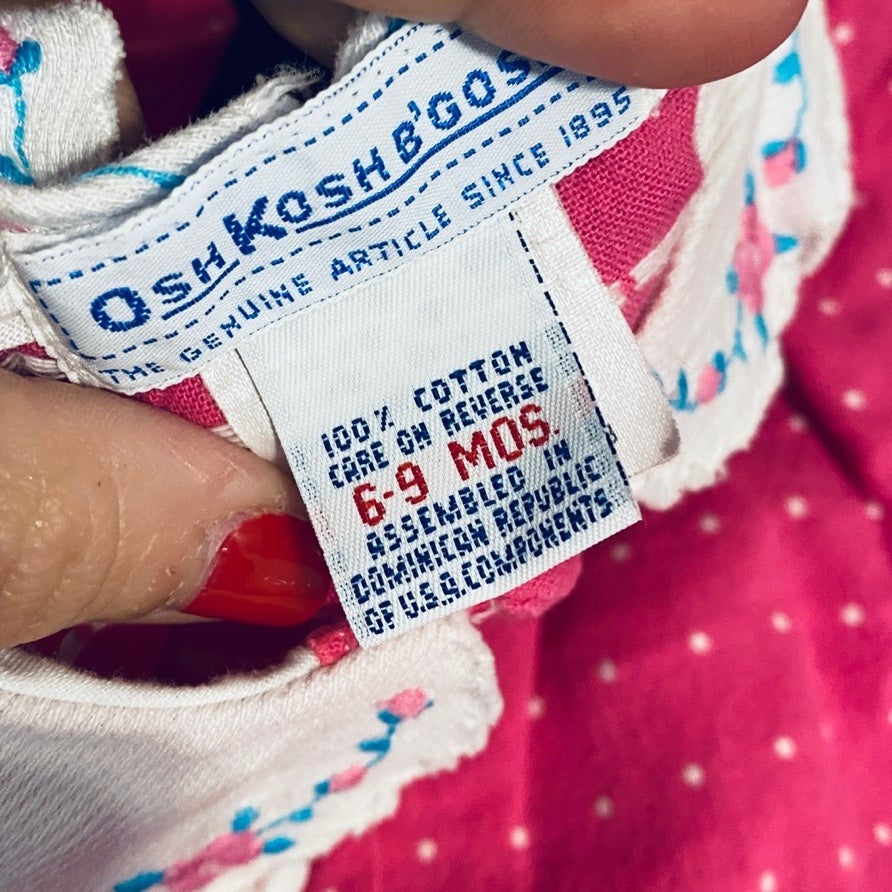 OSHKOSH B'GOS
THE GENUINE ARTICLE SINCE 1895
100% COTTON
CARE ON REVERSE
6-9 MOS.
ASSEMBLED IN
DOMINICAN REPUBLIC
OF U.S.A. COMPONENTS